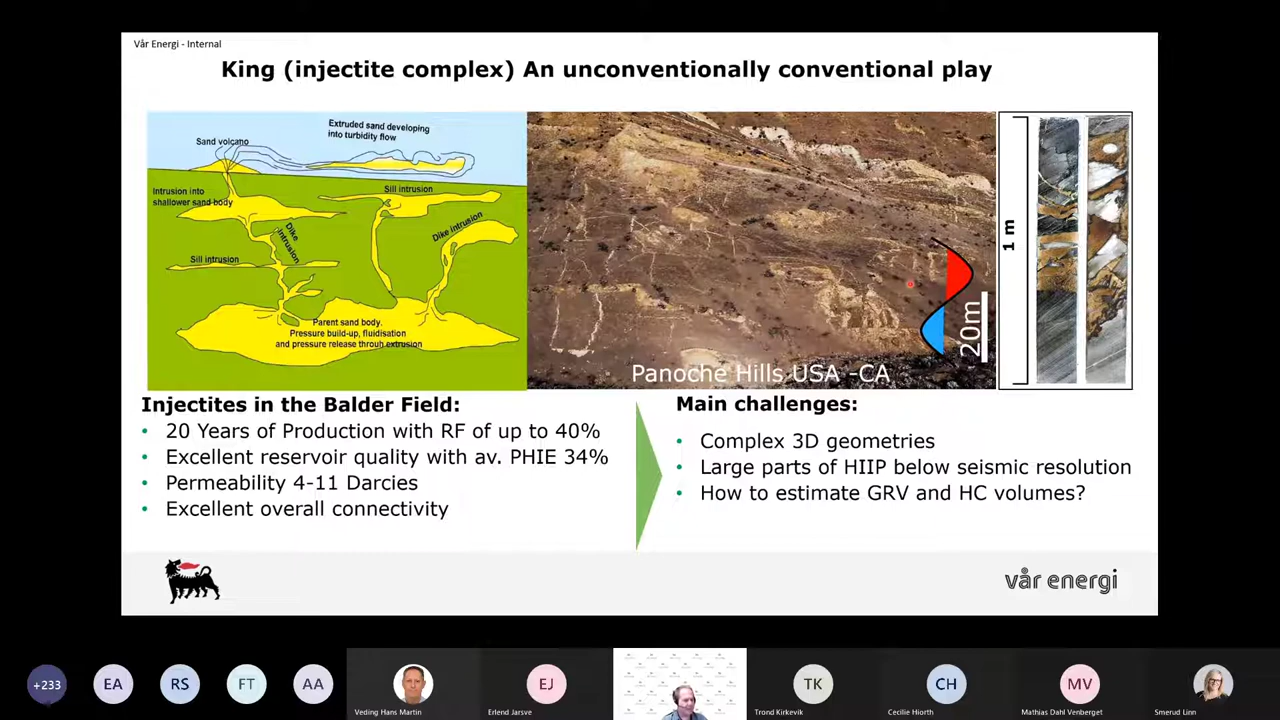 Vår Energi - Internal
King (injectite complex) An unconventionally conventional play
Sand volcano
Extruded sand developing
into turbidity flow
Intrusion into
shallower sand body
Sill intrusion
Dike intrusion
Dike
intrusion
Sill intrusion
Parent sand body.
Pressure build-up, fluidisation
and pressure release throuh extrusion
20m
Panoche Hills USA -CA
1 m
Injectites in the Balder Field:
• 20 Years of Production with RF of up to 40%
• Excellent reservoir quality with av. PHIE 34%
• Permeability 4-11 Darcies
• Excellent overall connectivity
Main challenges:
• Complex 3D geometries
• Large parts of HIIP below seismic resolution
• How to estimate GRV and HC volumes?
vår energi
+233
EA
RS
FT
AA
Veding Hans Martin
EJ
Erlend Jarsve
TK
Trond Kirkevik
CH
Cecilie Hiorth
MV
Mathias Dahl Venberget
Smerud Linn